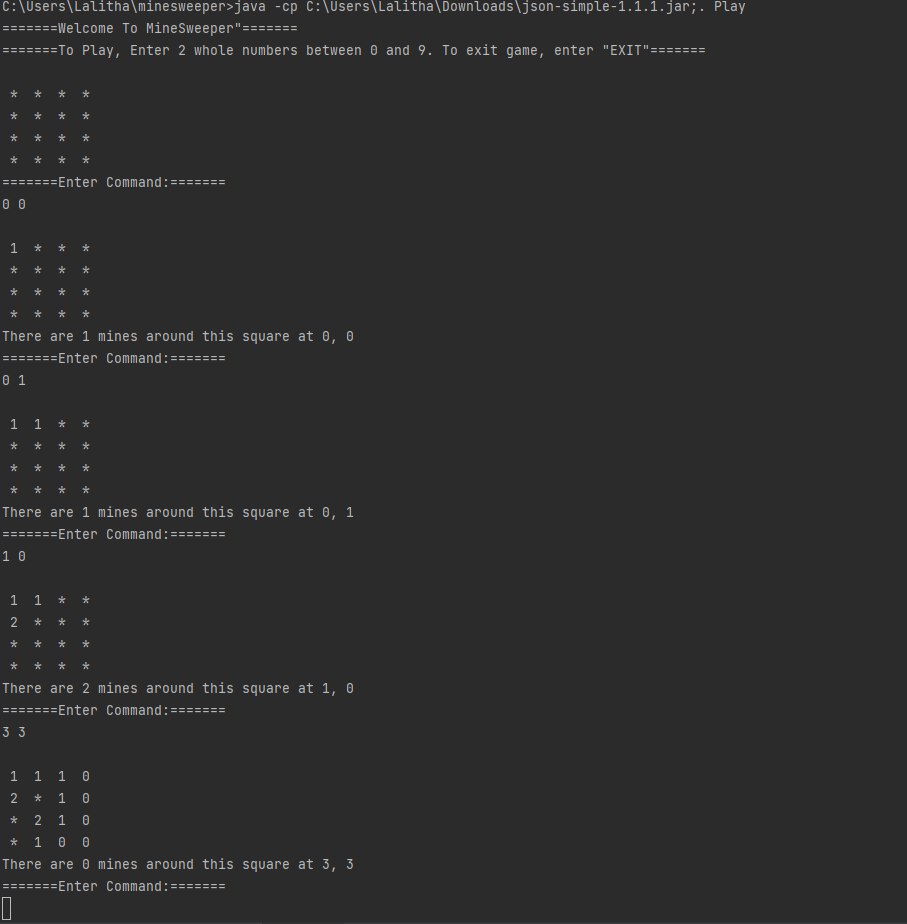 C:\Users\Lalitha\minesweeper>java -cp C:\Users\Lalitha\Downloads\json-simple-1.1.1.jar;. Play
=======Welcome To MineSweeper"=======
=======To Play, Enter 2 whole numbers between 0 and 9. To exit game, enter "EXIT"=======
* * * *
* * * *
* * * *
* * * *
=======Enter Command:=======
0 0
1 * * *
* * * *
* * * *
* * * *
There are 1 mines around this square at 0, 0
=======Enter Command:=======
0 1
1 1 * *
* * * *
* * * *
* * * *
There are 1 mines around this square at 0, 1
=======Enter Command:=======
1 0
1 1 * *
2 * * *
* * * *
* * * *
There are 2 mines around this square at 1, 0
=======Enter Command:=======
3 3
1 1 1 0
2 * 1 0
* 2 1 0
* 1 0 0
There are 0 mines around this square at 3, 3
=======Enter Command:=======